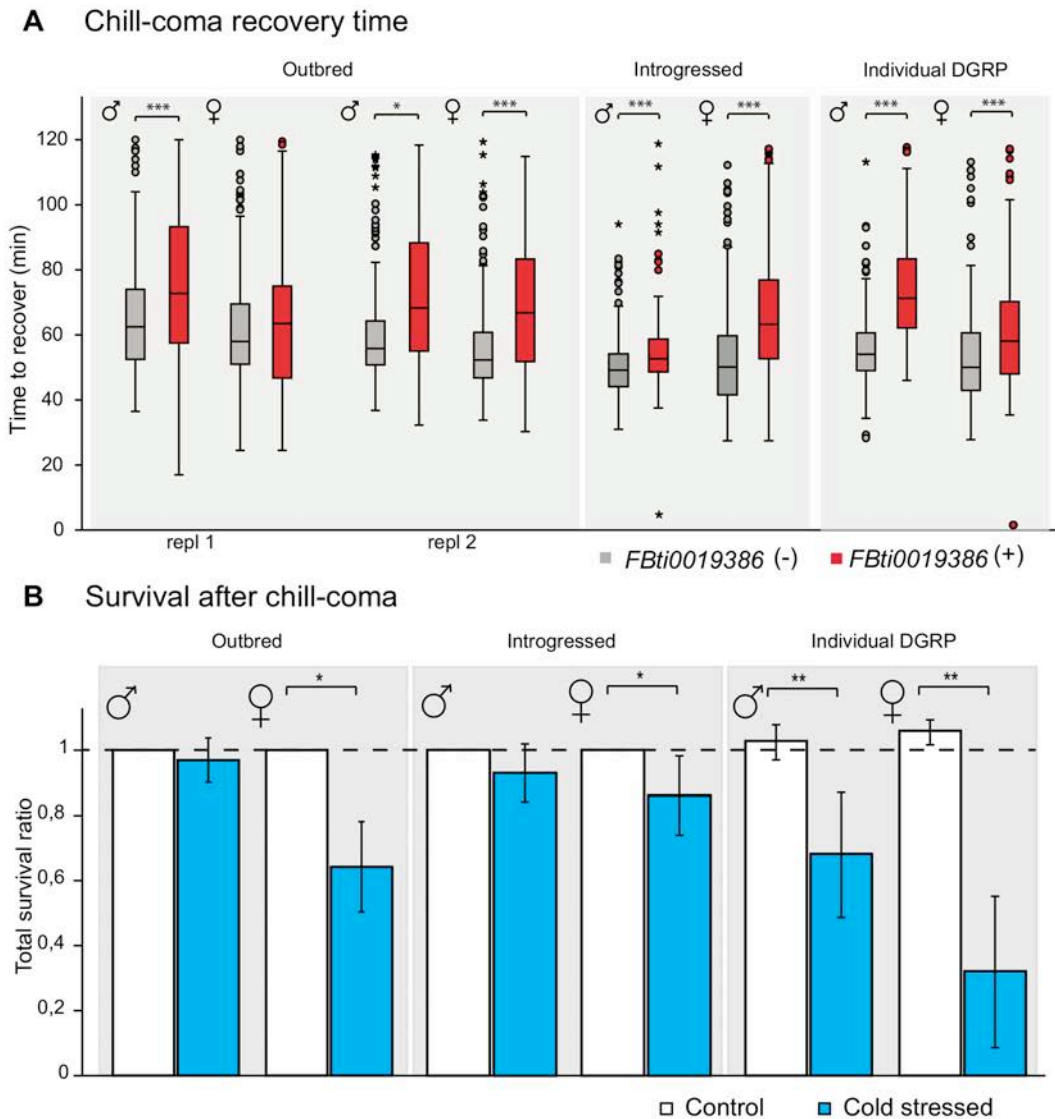 A Chill-coma recovery time
Outbred Introgressed Individual DGRP
♂ *** ♀ ♂ * ♀ *** ♂ *** ♀ *** ♂ *** ♀ ***
Time to recover (min)
120
100
80
60
40
20
0
repl 1 repl 2
FBti0019386 (-) FBti0019386 (+)
B Survival after chill-coma
Outbred Introgressed Individual DGRP
♂ ♀ * ♂ ♀ * ♂ ** ♀ **
Total survival ratio
1
0,8
0,6
0,4
0,2
0
Control Cold stressed